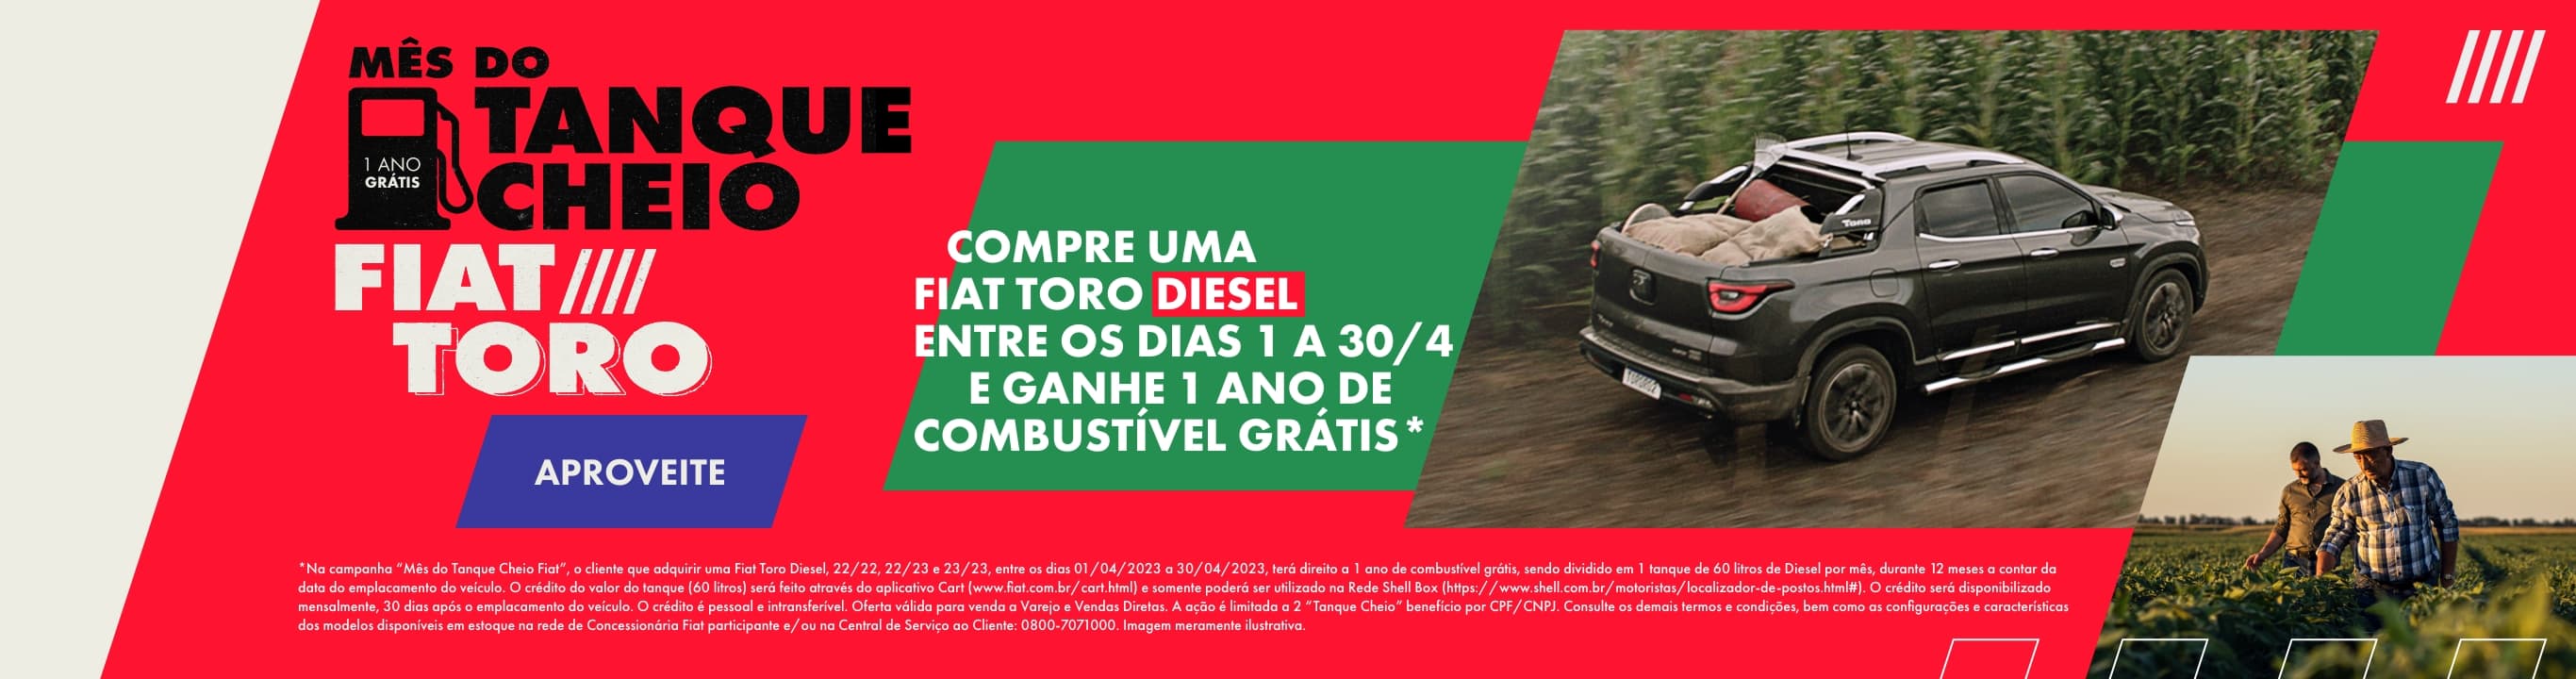 MÊS DO
TANQUE
CHEIO
1 ANO
GRÁTIS
FIAT
TORO
APROVEITE
COMPRE UMA
FIAT TORO DIESEL
ENTRE OS DIAS 1 A 30/4
E GANHE 1 ANO DE
COMBUSTÍVEL GRÁTIS*
Toro
*Na campanha “Mês do Tanque Cheio Fiat”, o cliente que adquirir uma Fiat Toro Diesel, 22/22, 22/23 e 23/23, entre os dias 01/04/2023 a 30/04/2023, terá direito a 1 ano de combustível grátis, sendo dividido em 1 tanque de 60 litros de Diesel por mês, durante 12 meses a contar da
data do emplacamento do veículo. O crédito do valor do tanque (60 litros) será feito através do aplicativo Cart (www.fiat.com.br/cart.html) e somente poderá ser utilizado na Rede Shell Box (https://www.shell.com.br/motoristas/localizador-de-postos.html#). O crédito será disponibilizado
mensalmente, 30 dias após o emplacamento do veículo. O crédito é pessoal e intransferível. Oferta válida para venda a Varejo e Vendas Diretas. A ação é limitada a 2 “Tanque Cheio” benefício por CPF/CNPJ. Consulte os demais termos e condições, bem como as configurações e características
dos modelos disponíveis em estoque na rede de Concessionária Fiat participante e/ou na Central de Serviço ao Cliente: 0800-7071000. Imagem meramente ilustrativa.